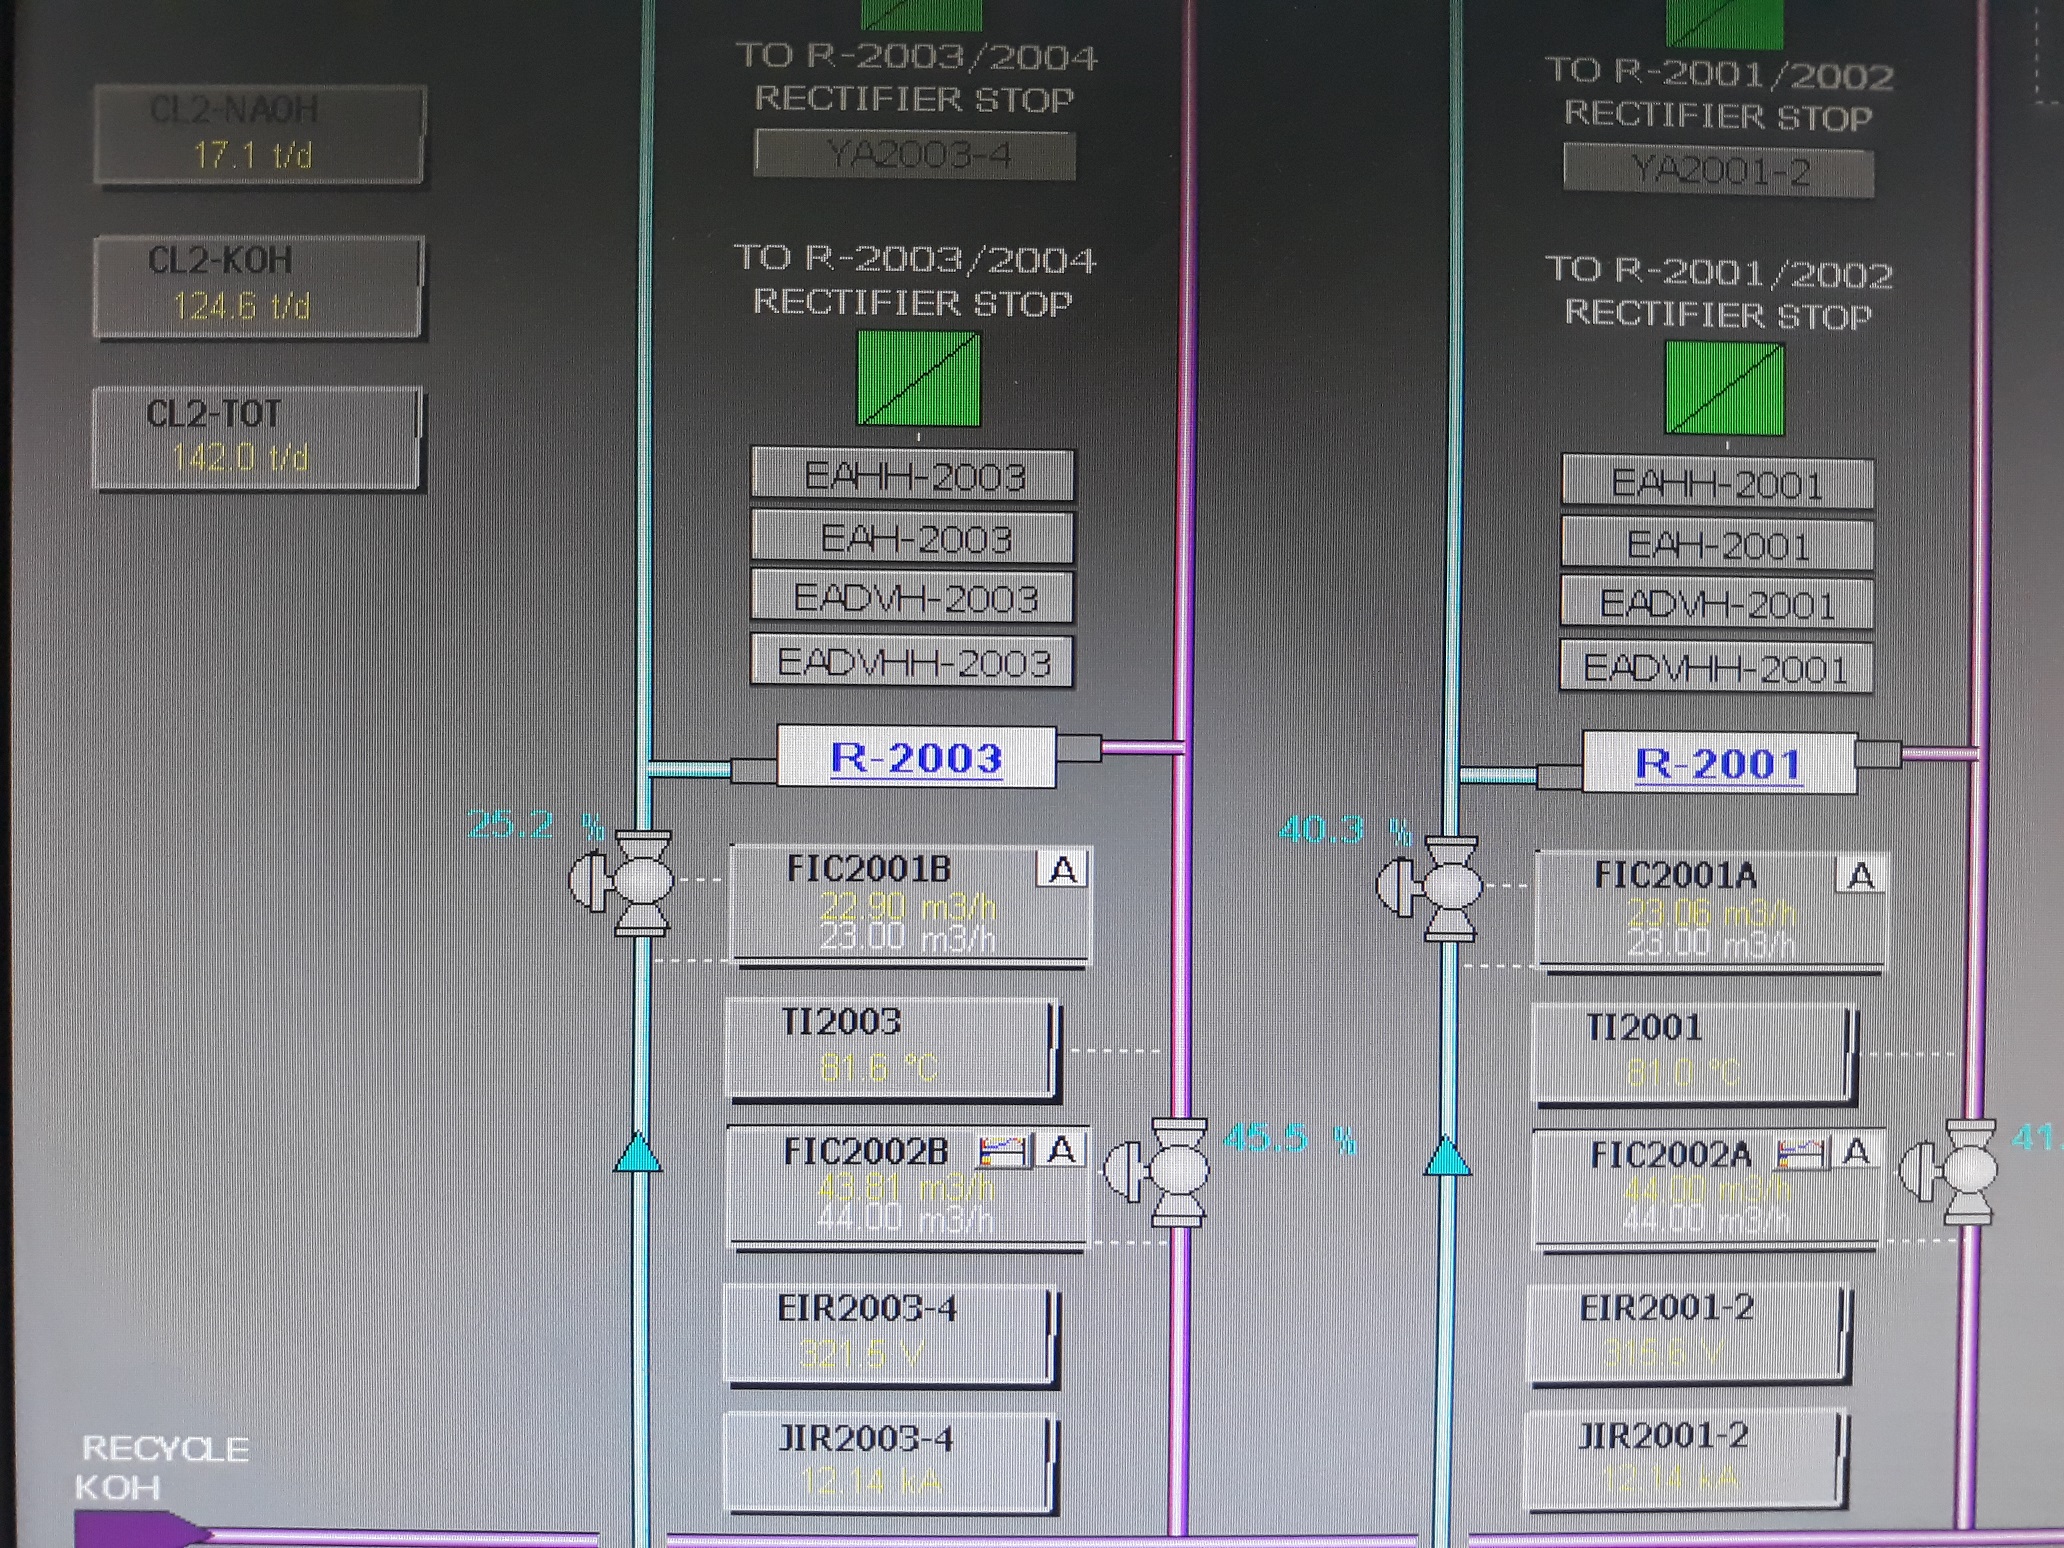 CL2-NAOH
17.1 t/d
CL2-KOH
124.6 t/d
CL2-TOT
142.0 t/d
RECYCLE
KOH
TO R-2003/2004
RECTIFIER STOP
YA2003-4
TO R-2003/2004
RECTIFIER STOP
EAHH-2003
EAH-2003
EADVH-2003
EADVHH-2003
R-2003
25.2 %
FIC2001B A
22.90 m3/h
23.00 m3/h
TI2003
81.6 °C
FIC2002B A
45.5 %
43.81 m3/h
44.00 m3/h
EIR2003-4
321.5 V
JIR2003-4
12.14 kA
TO R-2001/2002
RECTIFIER STOP
YA2001-2
TO R-2001/2002
RECTIFIER STOP
EAHH-2001
EAH-2001
EADVH-2001
EADVHH-2001
R-2001
40.3 %
FIC2001A A
23.06 m3/h
23.00 m3/h
TI2001
81.0 °C
FIC2002A A
41.
44.00 m3/h
44.00 m3/h
EIR2001-2
315.6 V
JIR2001-2
12.14 kA